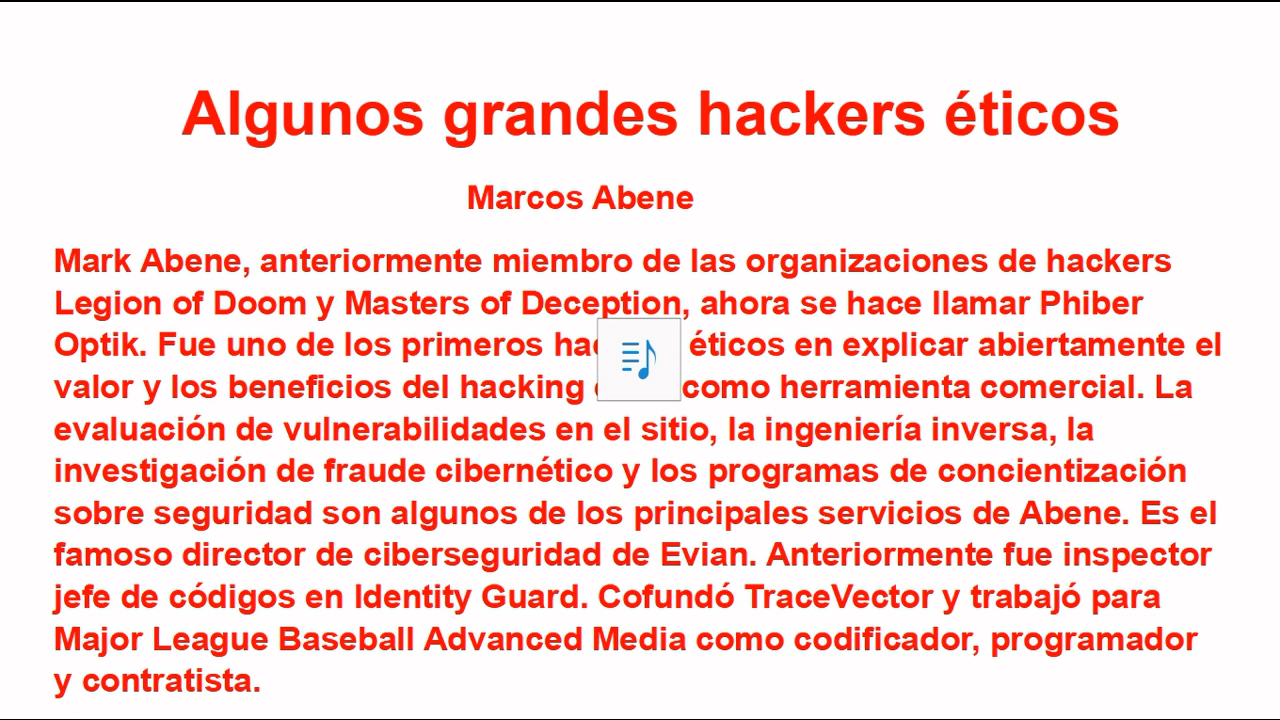 Algunos grandes hackers éticos
Marcos Abene
Mark Abene, anteriormente miembro de las organizaciones de hackers
Legion of Doom y Masters of Deception, ahora se hace llamar Phiber
Optik. Fue uno de los primeros éticos en explicar abiertamente el
valor y los beneficios del hacking como herramienta comercial. La
evaluación de vulnerabilidades en el sitio, la ingeniería inversa, la
investigación de fraude cibernético y los programas de concientización
sobre seguridad son algunos de los principales servicios de Abene. Es el
famoso director de ciberseguridad de Evian. Anteriormente fue inspector
jefe de códigos en Identity Guard. Cofundó TraceVector y trabajó para
Major League Baseball Advanced Media como codificador, programador
y contratista.